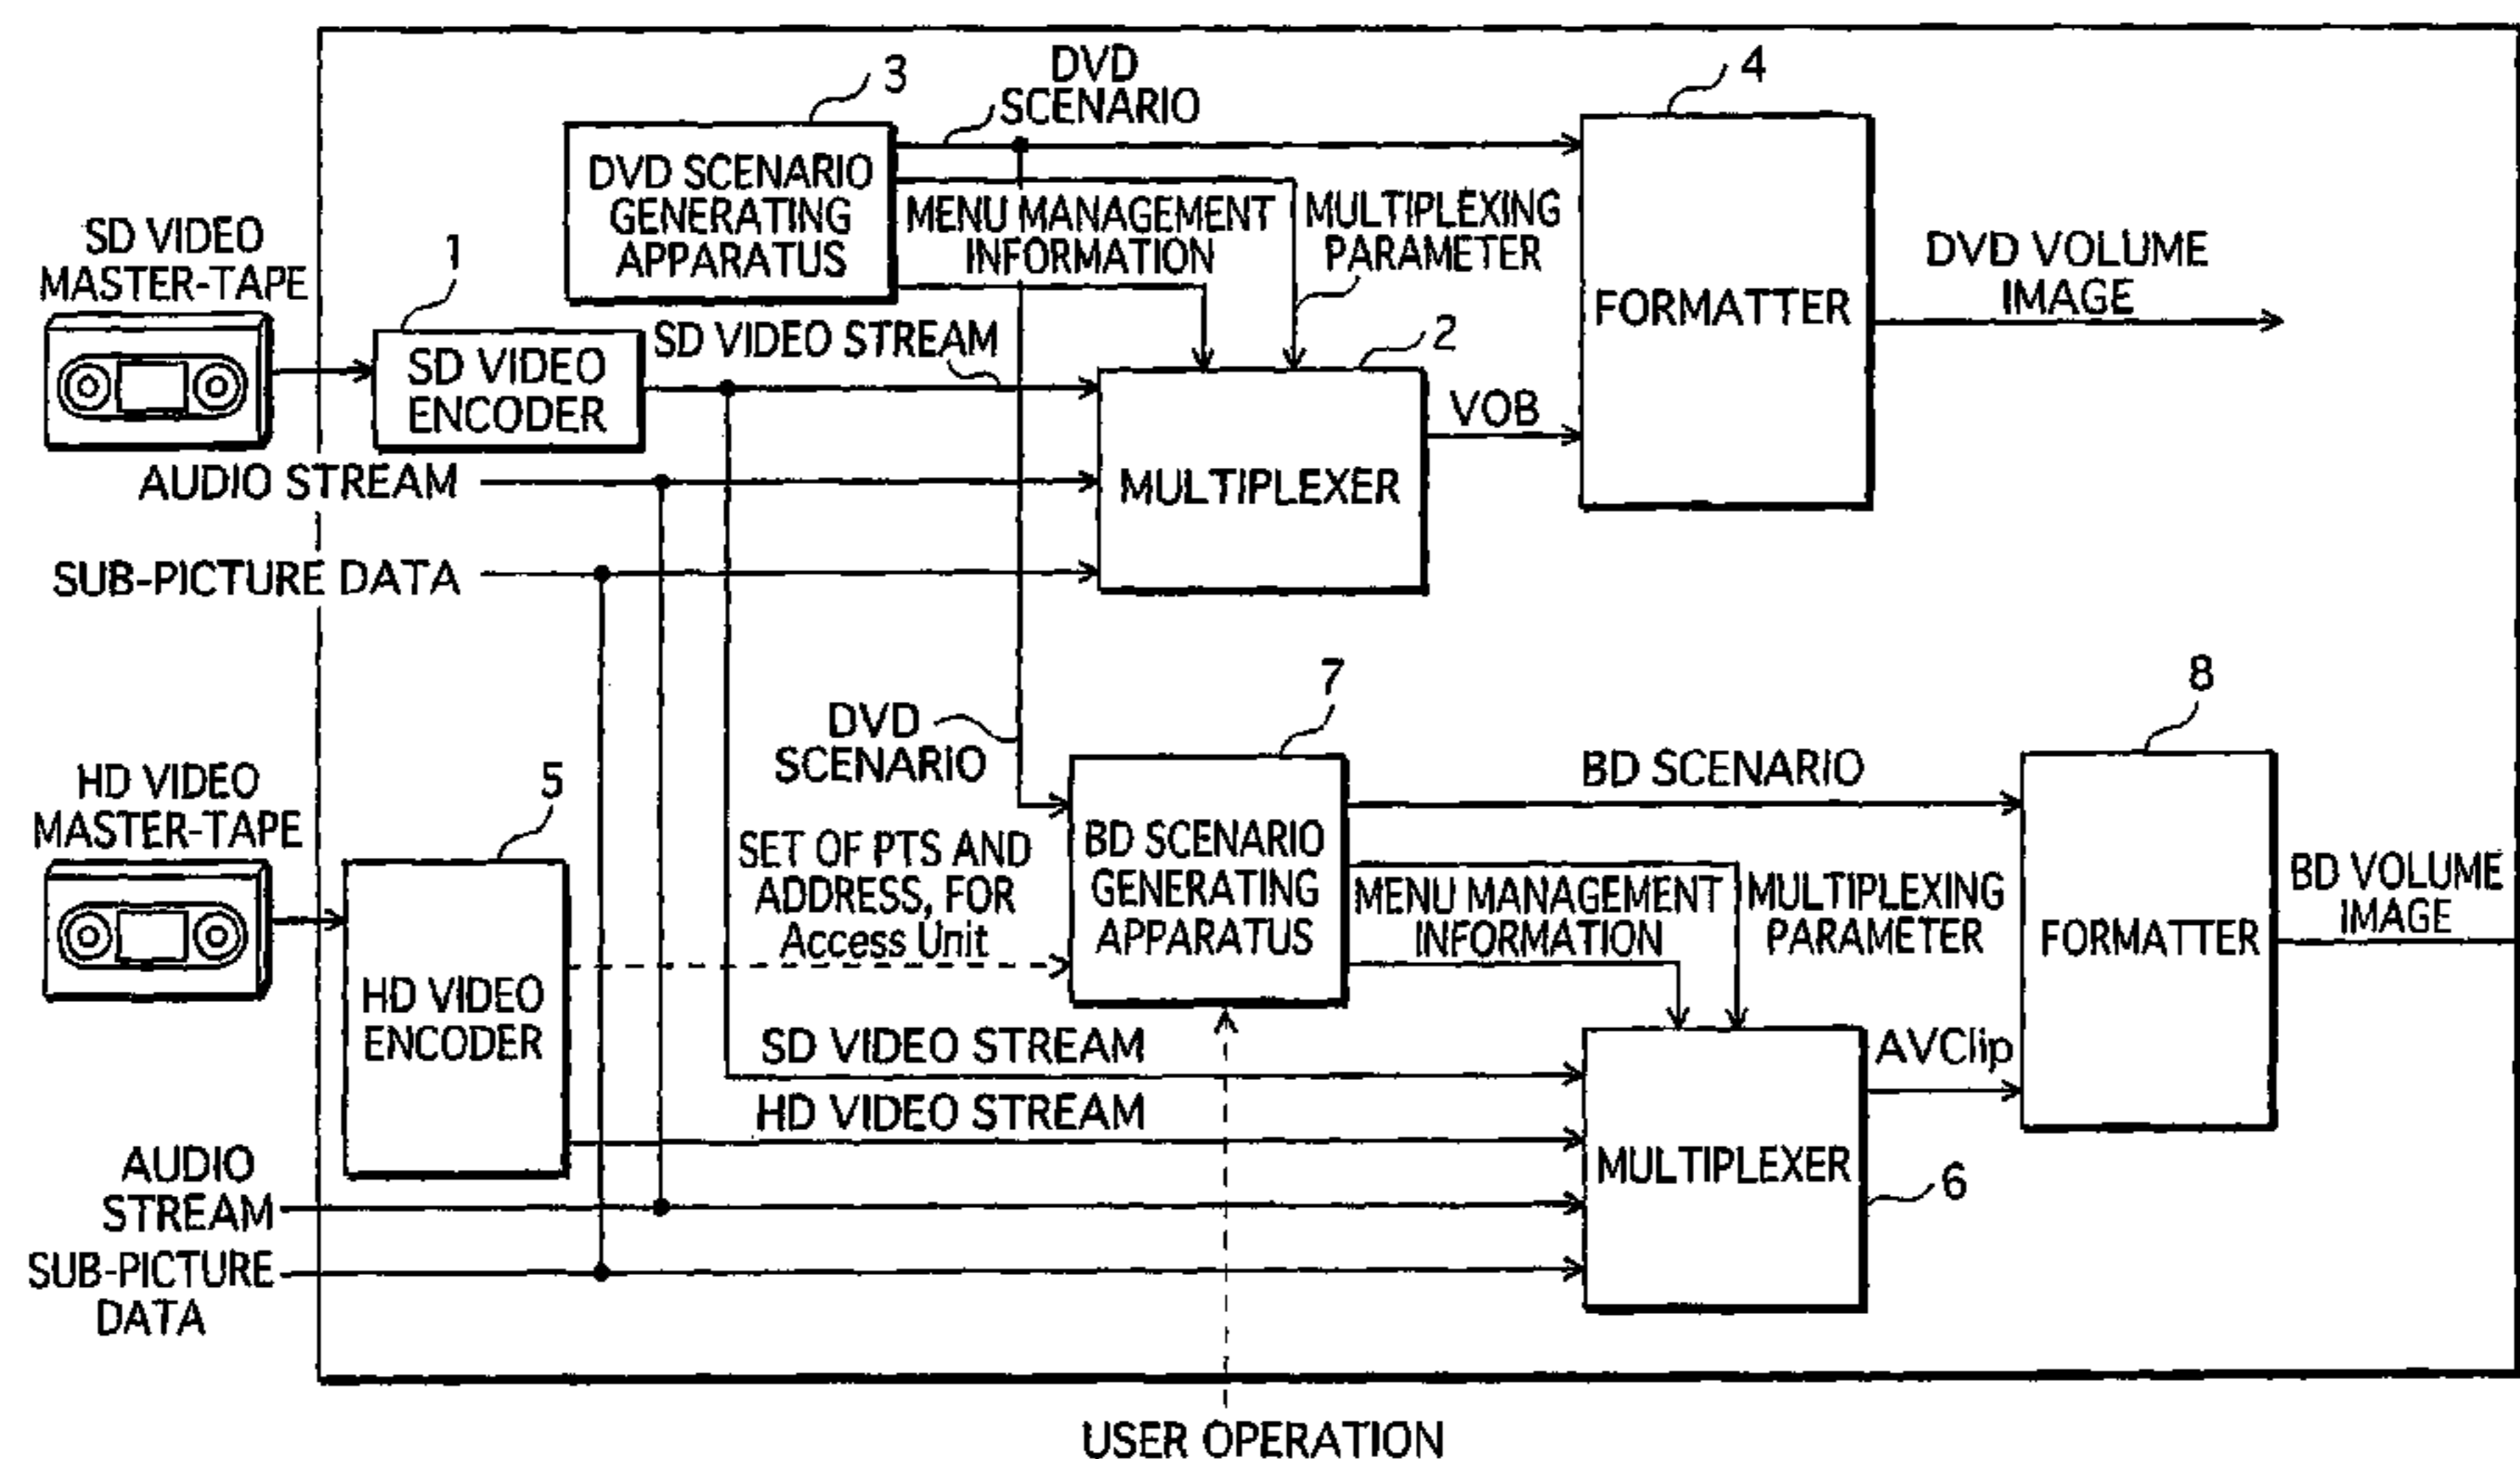 3
DVD
SCENARIO
4
DVD SCENARIO
GENERATING
APPARATUS
MENU MANAGEMENT
INFORMATION
MULTIPLEXING
PARAMETER
SD VIDEO
MASTER-TAPE
1
SD VIDEO
ENCODER
SD VIDEO STREAM
2
FORMATTER
DVD VOLUME
IMAGE
VOB
MULTIPLEXER
AUDIO STREAM
SUB-PICTURE DATA
7
8
DVD
SCENARIO
HD VIDEO
MASTER-TAPE
5
SET OF PTS AND
ADDRESS, FOR
Access Unit
BD SCENARIO
GENERATING
APPARATUS
BD SCENARIO
MENU MANAGEMENT
INFORMATION
MULTIPLEXING
PARAMETER
FORMATTER
BD VOLUME
IMAGE
HD VIDEO
ENCODER
SD VIDEO STREAM
HD VIDEO STREAM
AVClip
MULTIPLEXER
6
AUDIO
STREAM
SUB-PICTURE
DATA
USER OPERATION